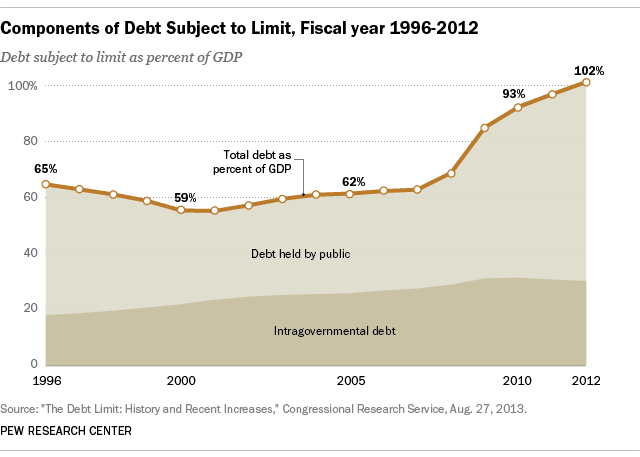 Components of Debt Subject to Limit, Fiscal year 1996-2012
Debt subject to limit as percent of GDP
100%
80
60
40
20
0
65%
59%
62%
93%
102%
Total debt as
percent of GDP
Debt held by public
Intragovernmental debt
1996
2000
2005
2010
2012
Source: "The Debt Limit: History and Recent Increases," Congressional Research Service, Aug. 27, 2013.
PEW RESEARCH CENTER